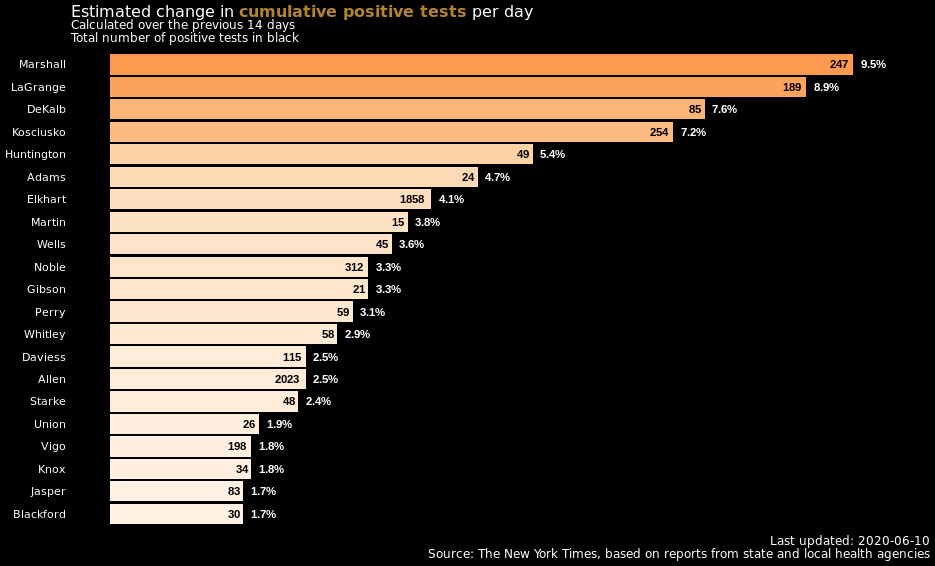 Estimated change in cumulative positive tests per day
Calculated over the previous 14 days
Total number of positive tests in black
Marshall 247 9.5%
LaGrange 189 8.9%
DeKalb 85 7.6%
Kosciusko 254 7.2%
Huntington 49 5.4%
Adams 24 4.7%
Elkhart 1858 4.1%
Martin 15 3.8%
Wells 45 3.6%
Noble 312 3.3%
Gibson 21 3.3%
Perry 59 3.1%
Whitley 58 2.9%
Daviess 115 2.5%
Allen 2023 2.5%
Starke 48 2.4%
Union 26 1.9%
Vigo 198 1.8%
Knox 34 1.8%
Jasper 83 1.7%
Blackford 30 1.7%
Last updated: 2020-06-10
Source: The New York Times, based on reports from state and local health agencies